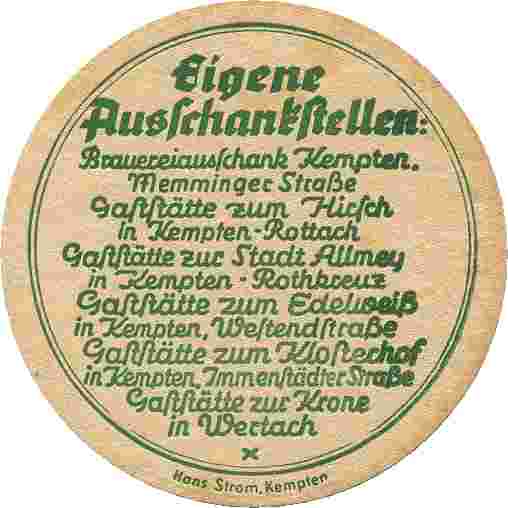 Eigene
Ausschankstellen:
Brauereiausschank Kempten,
Memminger Straße
Gaststätte zum Hirsch
in Kempten-Rottach
Gaststätte zur Stadt Allmey
in Kempten-Rothkreuz
Gaststätte zum Edelweiß
in Kempten, Westendstraße
Gaststätte zum Klosterhof
in Kempten, Immenstädter Straße
Gaststätte zur Krone
in Wertach
Hans Strom, Kempten